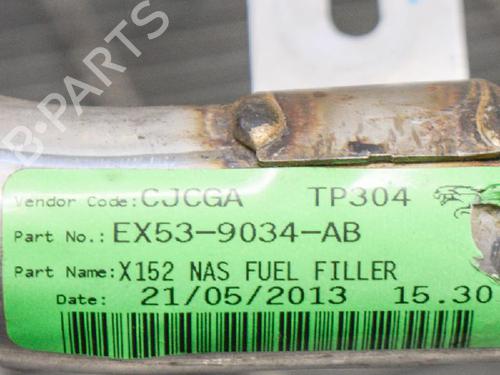 B-PARTS
Vendor Code: CJCGA TP304
Part No.: EX53-9034-AB
Part Name: X152 NAS FUEL FILLER
Date: 21/05/2013 15.30